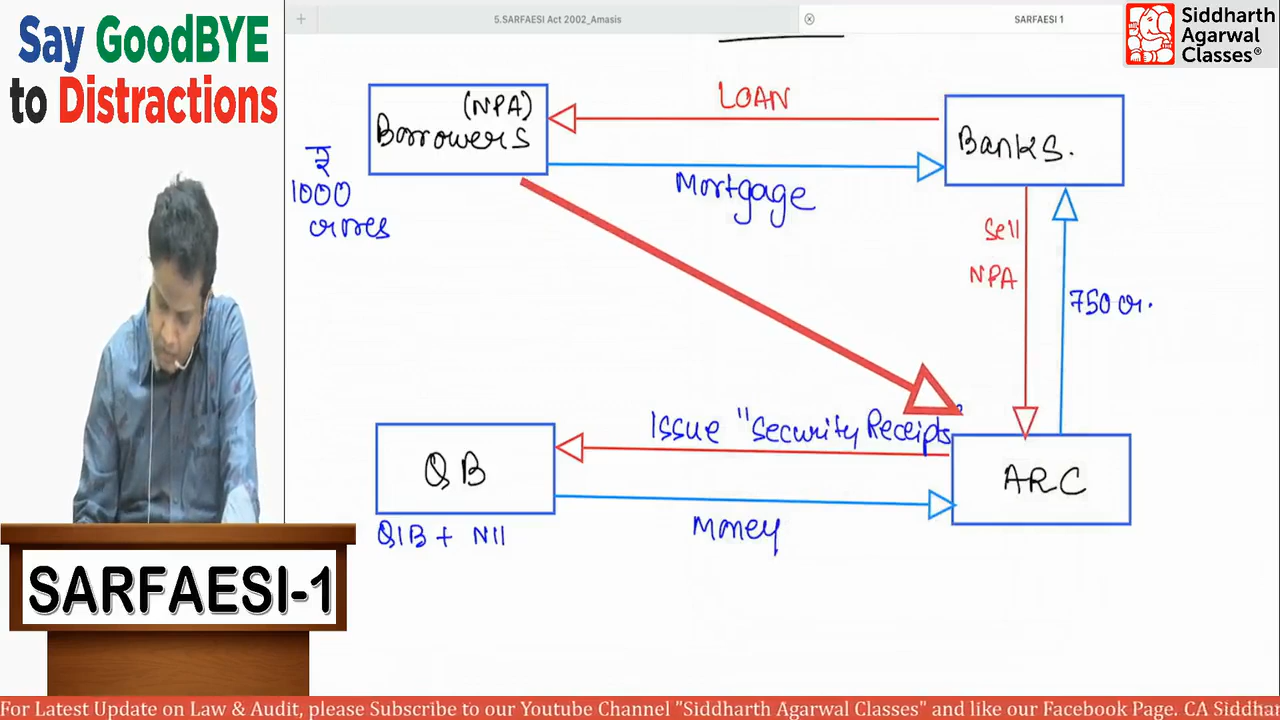 Say GoodBYE
to Distractions
5.SARFAESI Act 2002_Amasis
SARFAESI 1
Siddharth
Agarwal
Classes®
(NPA)
Borrowers
₹
1000
crores
LOAN
Mortgage
Banks.
Sell
NPA
750 cr.
Issue "Security Receipts"
QB
QIB + NII
Money
ARC
SARFAESI-1
For Latest Update on Law & Audit, please Subscribe to our Youtube Channel "Siddharth Agarwal Classes" and like our Facebook Page. CA Siddhar